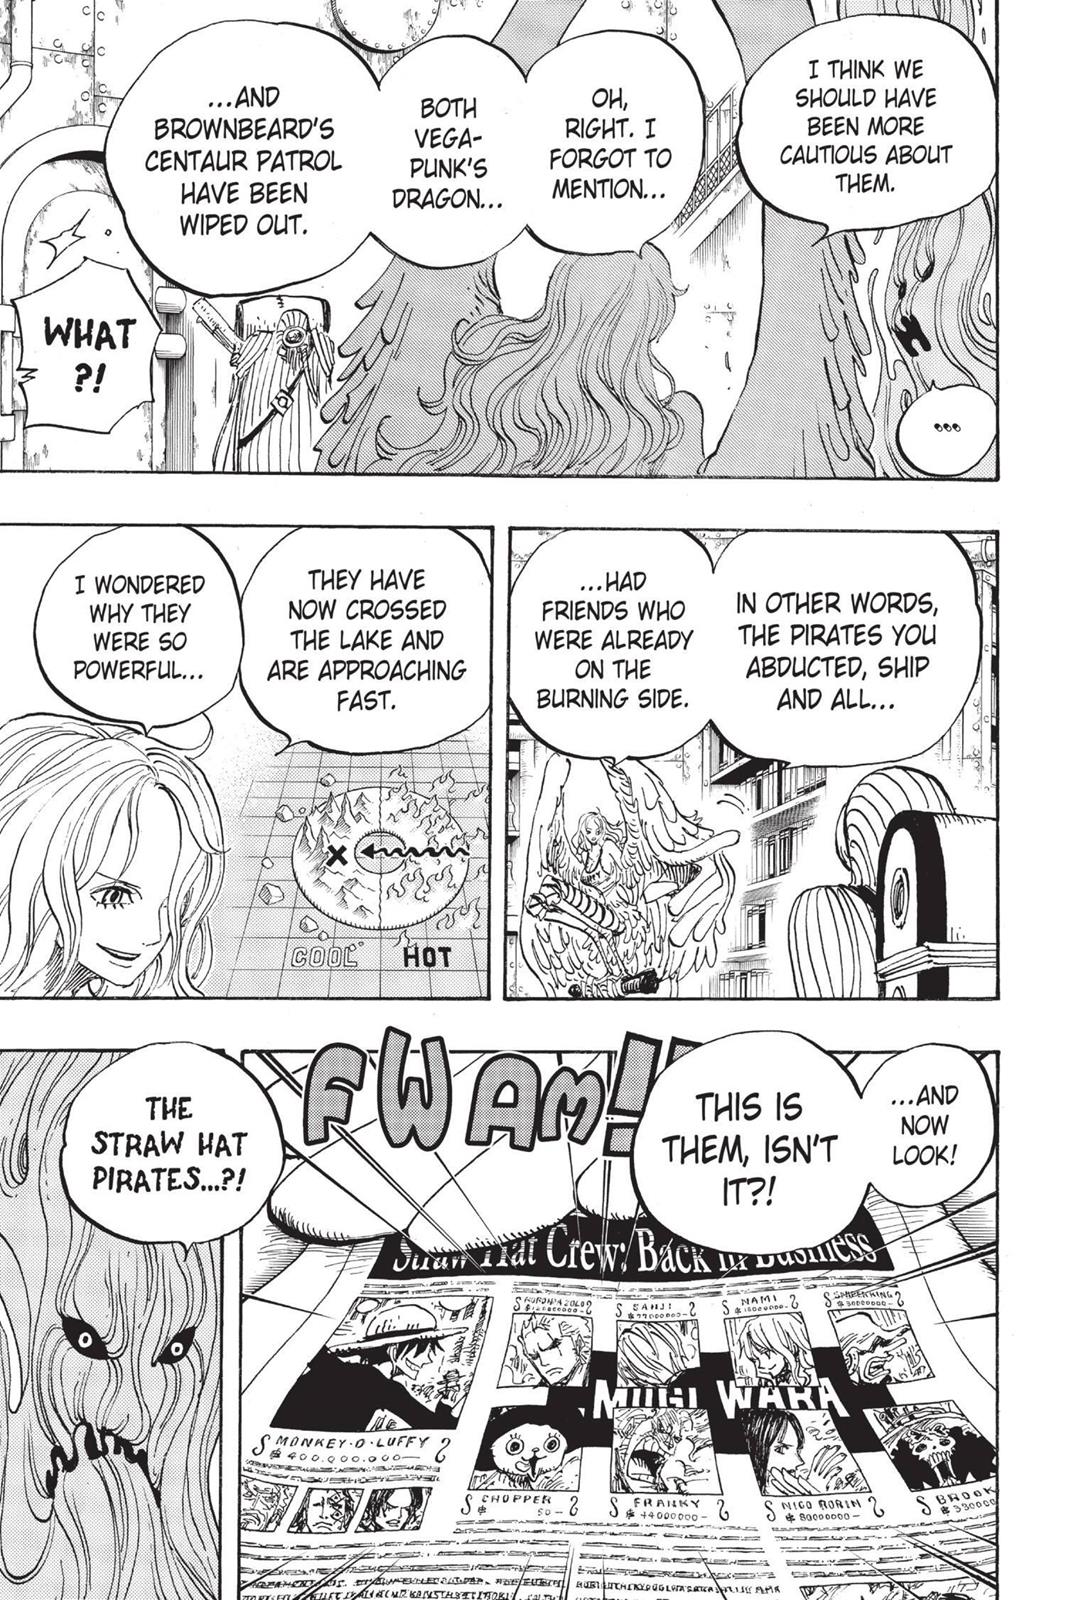 I THINK WE
SHOULD HAVE
BEEN MORE
CAUTIOUS ABOUT
THEM.
...
OH,
RIGHT. I
FORGOT TO
MENTION...
BOTH
VEGA-
PUNK'S
DRAGON...
...AND
BROWNBEARD'S
CENTAUR PATROL
HAVE BEEN
WIPED OUT.
WHAT
?!
IN OTHER WORDS,
THE PIRATES YOU
ABDUCTED, SHIP
AND ALL...
...HAD
FRIENDS WHO
WERE ALREADY
ON THE
BURNING SIDE.
THEY HAVE
NOW CROSSED
THE LAKE AND
ARE APPROACHING
FAST.
I WONDERED
WHY THEY
WERE SO
POWERFUL...
X
COOL HOT
...AND
NOW
LOOK!
THIS IS
THEM, ISN'T
IT?!
FWAM!!
Straw Hat Crew: Back in Business
SANJI
77000000-
NAMI
16000000-
30000000-
MUGIWARA
MONKEY·D·LUFFY
400.000.000-
CHOPPER
50-
FRANKY
44000000-
NICO ROBIN
80000000-
BROOK
THE
STRAW HAT
PIRATES...?!